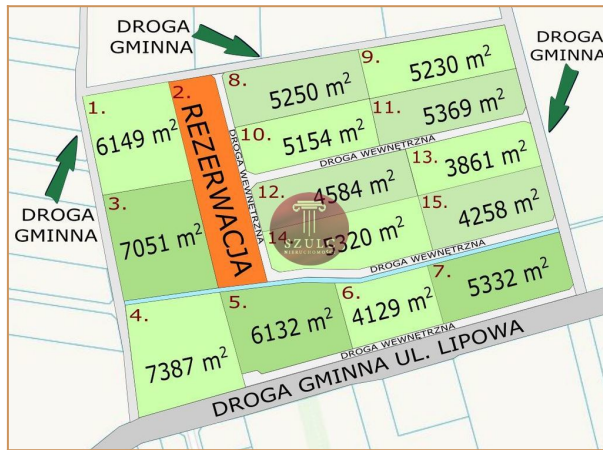 DROGA
GMINNA
DROGA
GMINNA
DROGA
GMINNA
1.
6149 m²
2.
REZERWACJA
3.
7051 m²
4.
7387 m²
5.
6132 m²
6.
4129 m²
7.
5332 m²
8.
5250 m²
9.
5230 m²
10.
5154 m²
11.
5369 m²
12.
4584 m²
13.
3861 m²
14.
5320 m²
15.
4258 m²
DROGA WEWNĘTRZNA
DROGA WEWNĘTRZNA
DROGA WEWNĘTRZNA
DROGA WEWNĘTRZNA
DROGA GMINNA UL. LIPOWA
SZULC
NIERUCHOMOŚCI